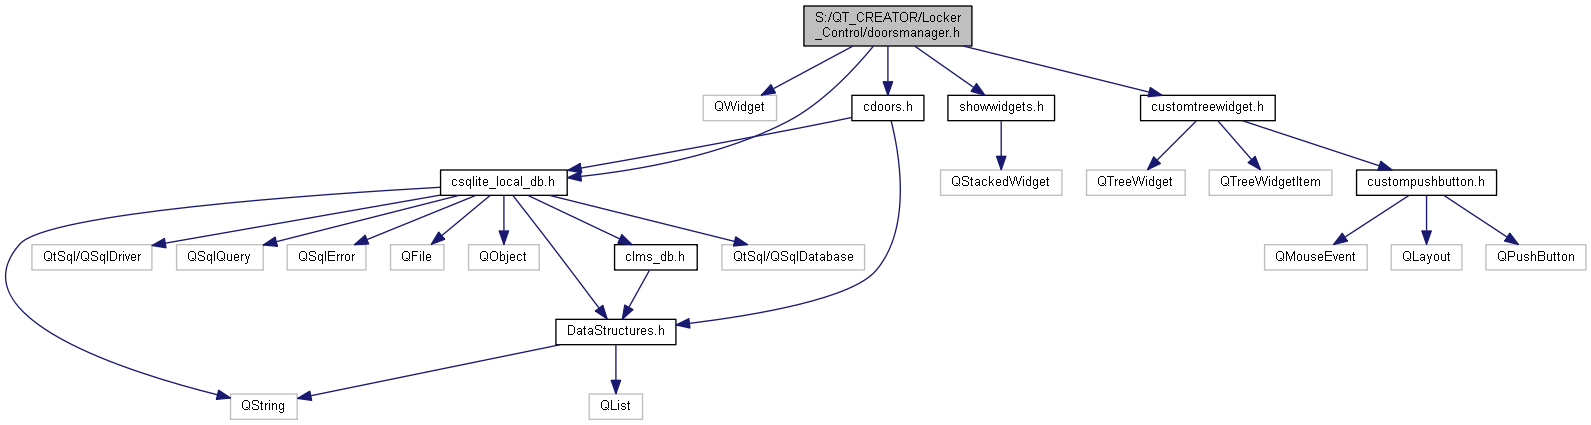 S:/QT_CREATOR/Locker
_Control/doorsmanager.h
QWidget
cdoors.h
showwidgets.h
customtreewidget.h
csqlite_local_db.h
QStackedWidget
QTreeWidget
QTreeWidgetItem
custompushbutton.h
QtSql/QSqlDriver
QSqlQuery
QSqlError
QFile
QObject
clms_db.h
QtSql/QSqlDatabase
QMouseEvent
QLayout
QPushButton
DataStructures.h
QString
QList